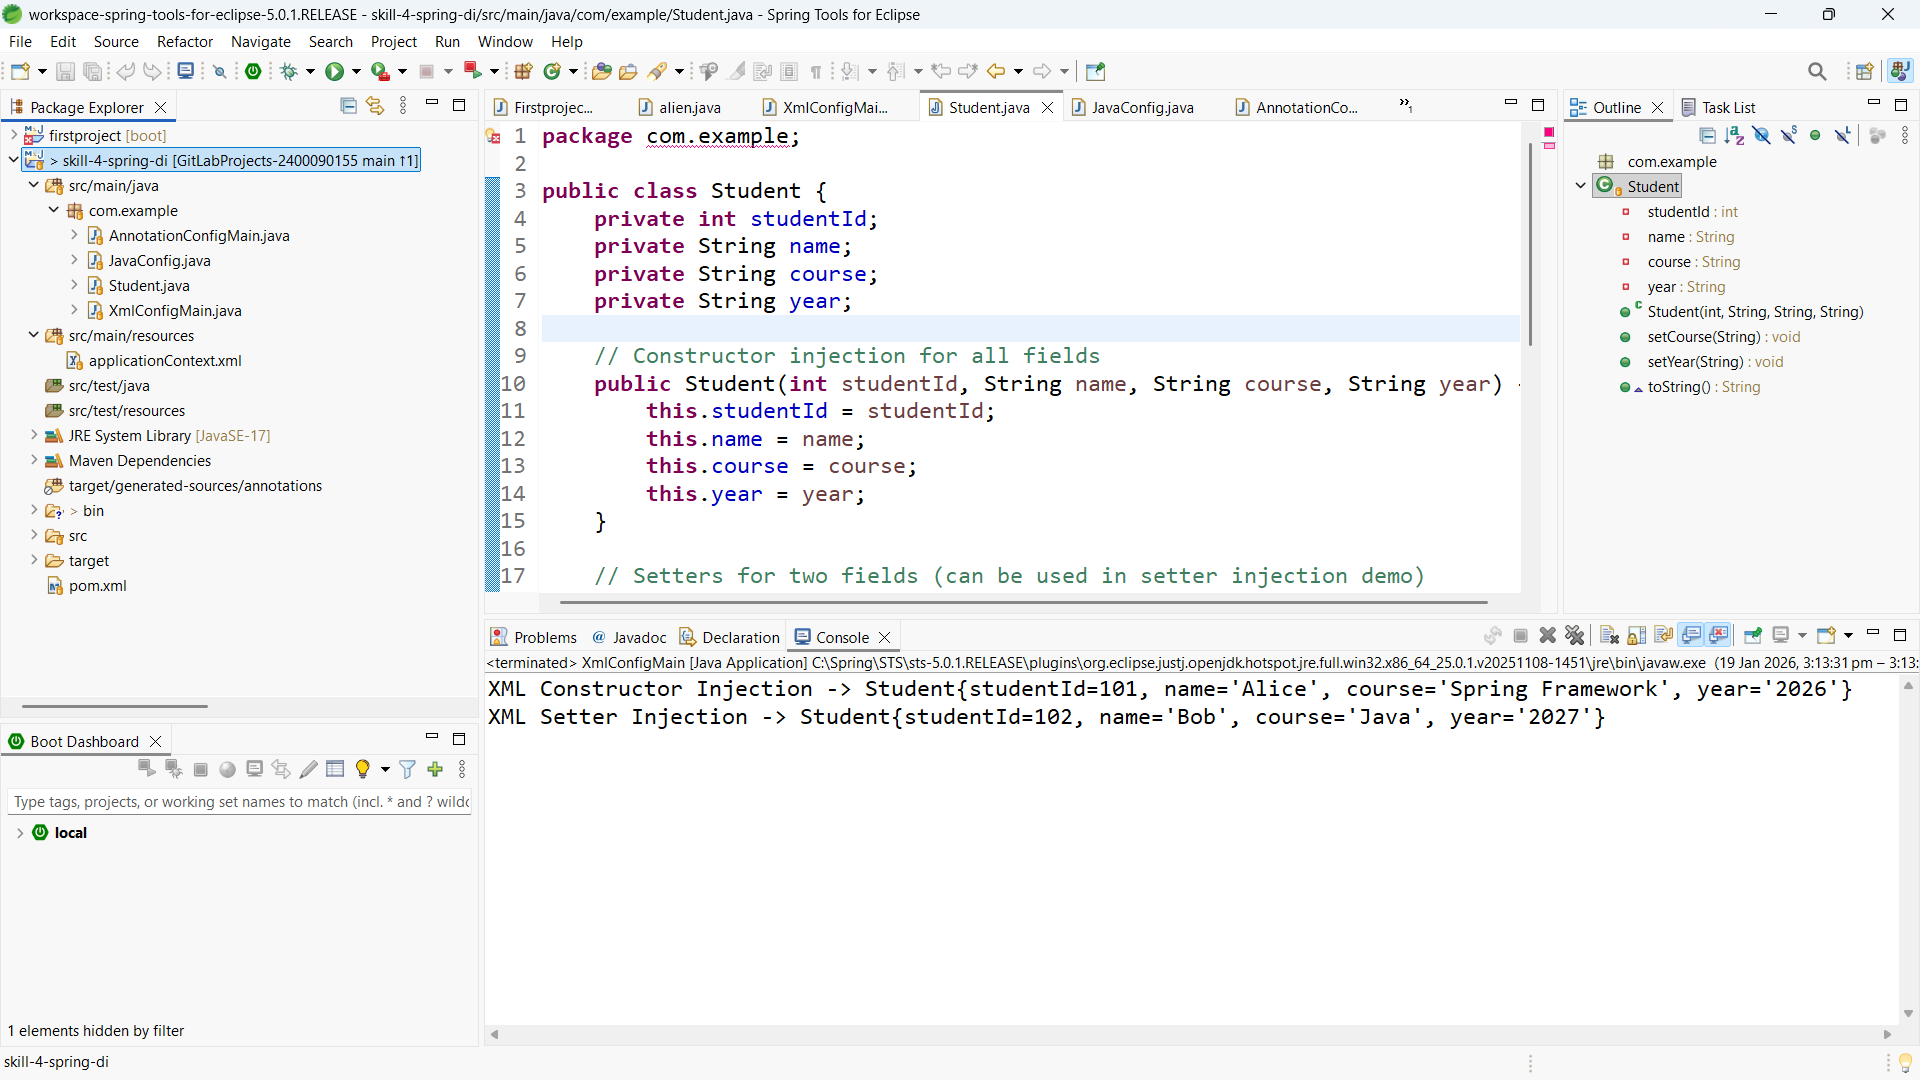 workspace-spring-tools-for-eclipse-5.0.1.RELEASE - skill-4-spring-di/src/main/java/com/example/Student.java - Spring Tools for Eclipse
File Edit Source Refactor Navigate Search Project Run Window Help
Package Explorer
firstproject [boot]
> skill-4-spring-di [GitLabProjects-2400090155 main ↑1]
src/main/java
com.example
AnnotationConfigMain.java
JavaConfig.java
Student.java
XmlConfigMain.java
src/main/resources
applicationContext.xml
src/test/java
src/test/resources
JRE System Library [JavaSE-17]
Maven Dependencies
target/generated-sources/annotations
> bin
src
target
pom.xml
Boot Dashboard
Type tags, projects, or working set names to match (incl. * and ? wildc
local
1 elements hidden by filter
skill-4-spring-di
Firstprojec... alien.java XmlConfigMai... Student.java JavaConfig.java AnnotationCo... »1
1 package com.example;
2
3 public class Student {
4 private int studentId;
5 private String name;
6 private String course;
7 private String year;
8
9 // Constructor injection for all fields
10 public Student(int studentId, String name, String course, String year)
11 this.studentId = studentId;
12 this.name = name;
13 this.course = course;
14 this.year = year;
15 }
16
17 // Setters for two fields (can be used in setter injection demo)
Outline Task List
com.example
Student
studentId : int
name : String
course : String
year : String
Student(int, String, String, String)
setCourse(String) : void
setYear(String) : void
toString() : String
Problems Javadoc Declaration Console
<terminated> XmlConfigMain [Java Application] C:\Spring\STS\sts-5.0.1.RELEASE\plugins\org.eclipse.justj.openjdk.hotspot.jre.full.win32.x86_64_25.0.1.v20251108-1451\jre\bin\javaw.exe (19 Jan 2026, 3:13:31 pm – 3:13:
XML Constructor Injection -> Student{studentId=101, name='Alice', course='Spring Framework', year='2026'}
XML Setter Injection -> Student{studentId=102, name='Bob', course='Java', year='2027'}